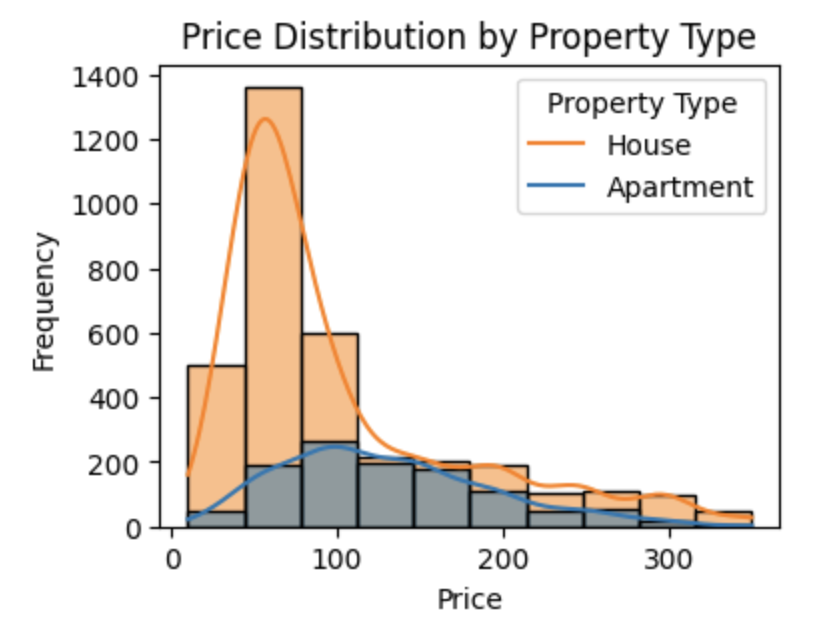 Price Distribution by Property Type
1400
1200
1000
800
600
400
200
0
Frequency
Property Type
House
Apartment
0 100 200 300
Price